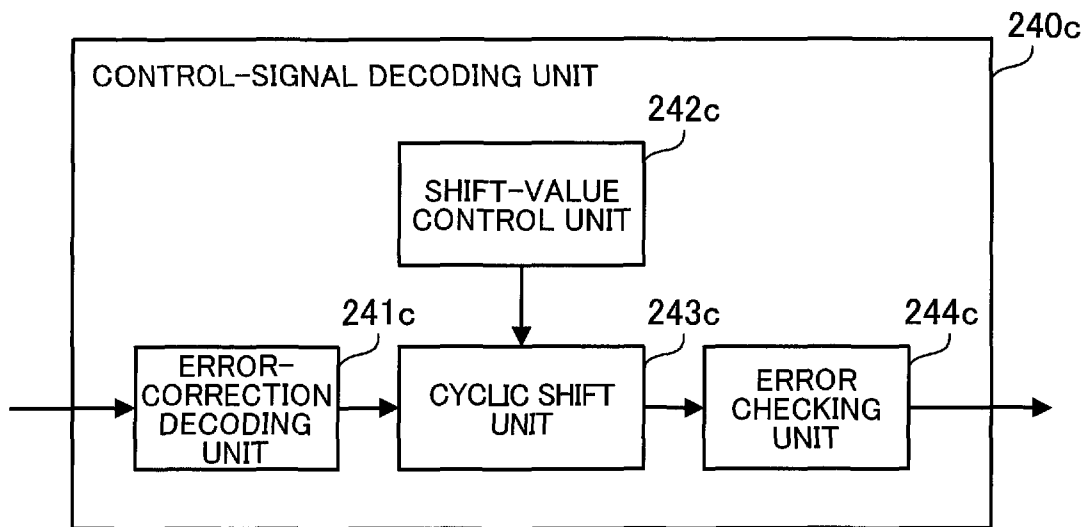 240c
CONTROL-SIGNAL DECODING UNIT
242c
SHIFT-VALUE
CONTROL UNIT
241c
243c
244c
ERROR-
CORRECTION
DECODING
UNIT
CYCLIC SHIFT
UNIT
ERROR
CHECKING
UNIT